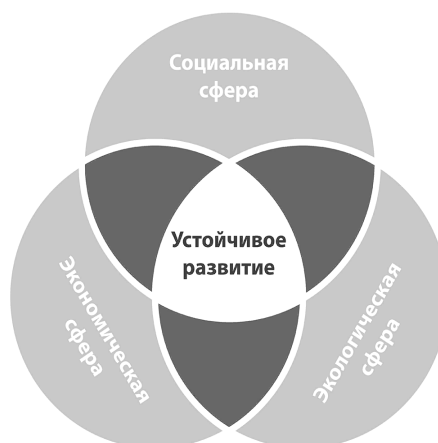 Социальная
сфера
Устойчивое
развитие
Экономическая
сфера
Экологическая
сфера